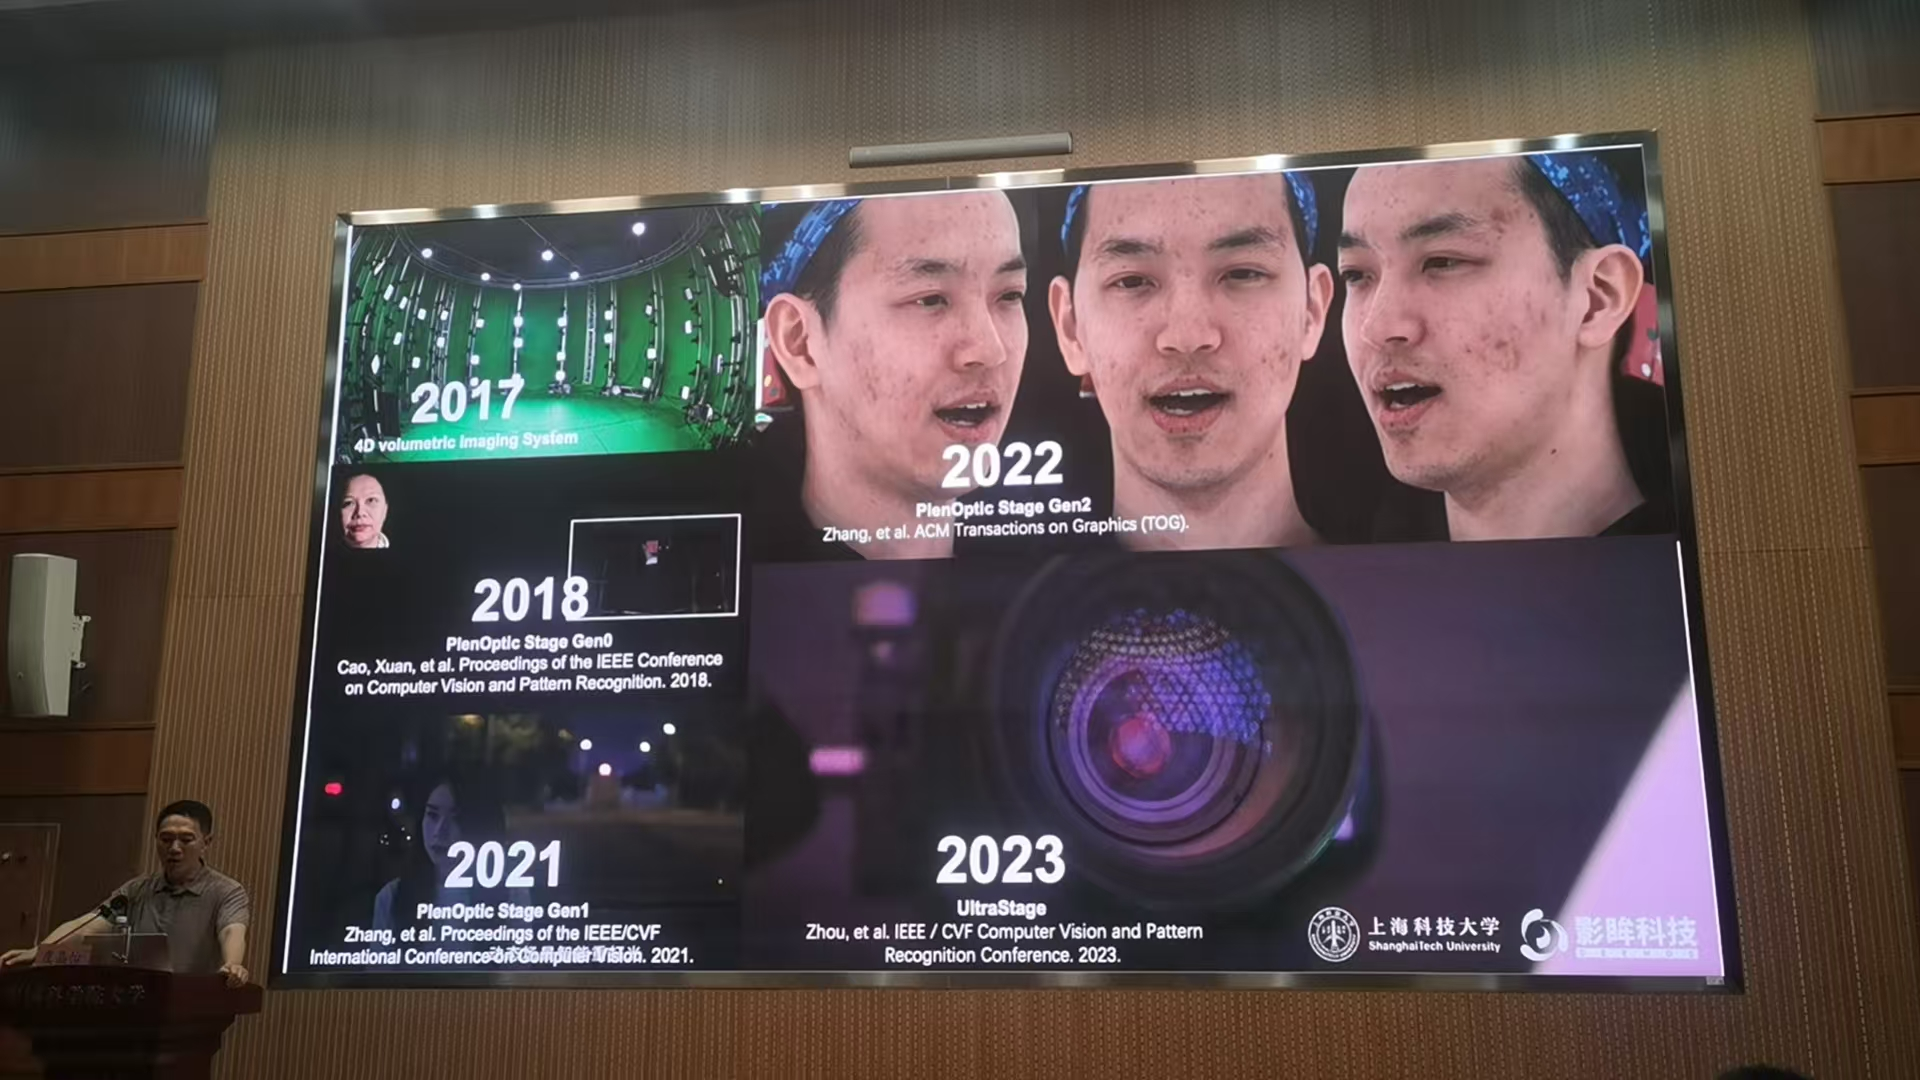 2017
4D volumetric Imaging System
2018
PlenOptic Stage Gen0
Cao, Xuan, et al. Proceedings of the IEEE Conference
on Computer Vision and Pattern Recognition. 2018.
2021
PlenOptic Stage Gen1
Zhang, et al. Proceedings of the IEEE/CVF
International Conference on Computer Vision. 2021.
2022
PlenOptic Stage Gen2
Zhang, et al. ACM Transactions on Graphics (TOG).
2023
UltraStage
Zhou, et al. IEEE / CVF Computer Vision and Pattern
Recognition Conference. 2023.
上海科技大学
ShanghaiTech University
影眸科技